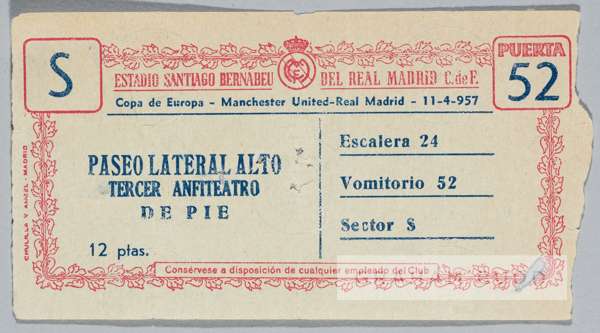 S
PUERTA
52
ESTADIO SANTIAGO BERNABEU DEL REAL MADRID C. de F.
Copa de Europa - Manchester United-Real Madrid - 11-4-957
PASEO LATERAL ALTO
TERCER ANFITEATRO
DE PIE
12 ptas.
Escalera 24
Vomitorio 52
Sector S
Consérvese a disposición de cualquier empleado del Club